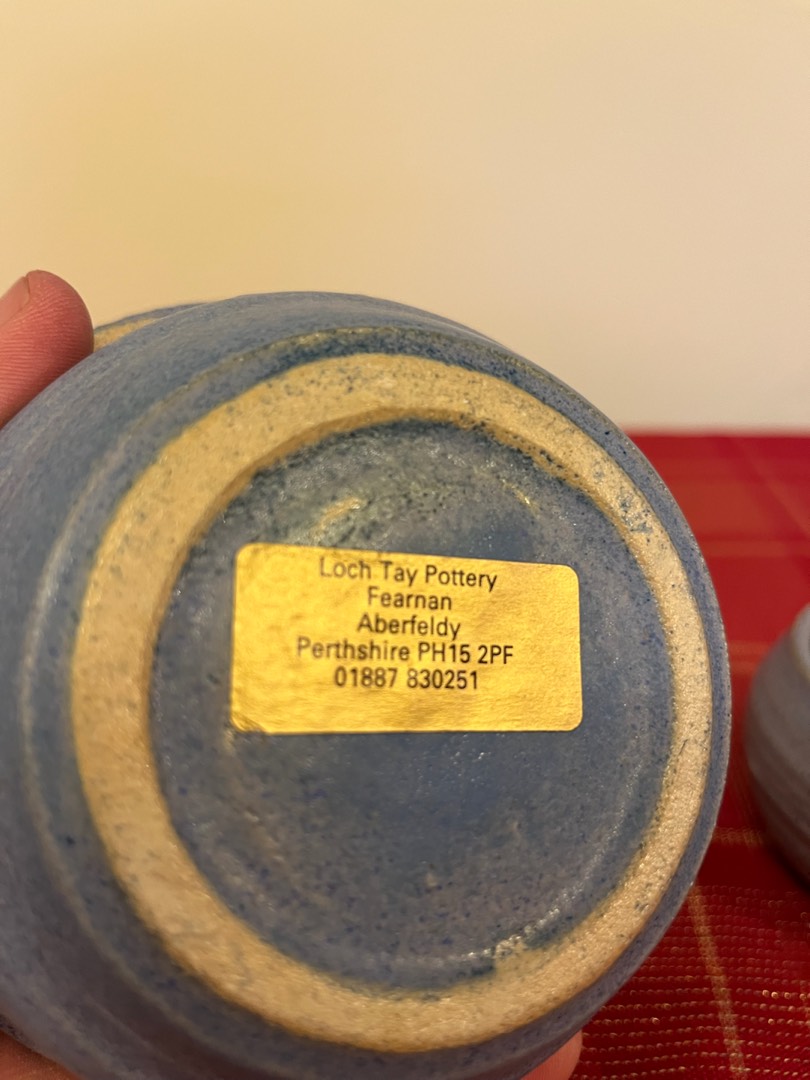 Loch Tay Pottery
Fearnan
Aberfeldy
Perthshire PH15 2PF
01887 830251